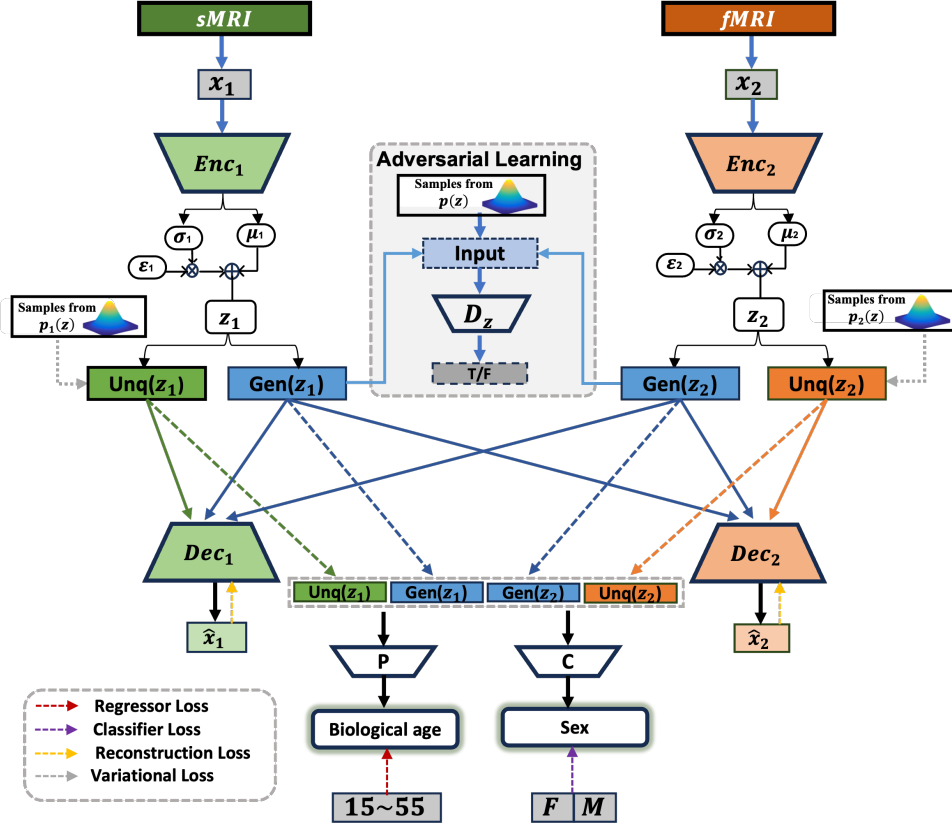 sMRI
fMRI
x₁
x₂
Enc₁
Adversarial Learning
Enc₂
Samples from
p(z)
σ₁
μ₁
σ₂
μ₂
ε₁
Input
ε₂
Samples from
p₁(z)
z₁
D_z
z₂
Samples from
p₂(z)
Unq(z₁)
Gen(z₁)
T/F
Gen(z₂)
Unq(z₂)
Dec₁
Dec₂
Unq(z₁)
Gen(z₁)
Gen(z₂)
Unq(z₂)
x̂₁
x̂₂
P
C
Regressor Loss
Classifier Loss
Reconstruction Loss
Variational Loss
Biological age
Sex
15~55
F M